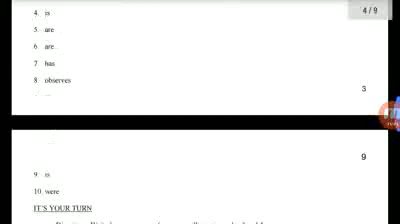 4/9
4. is
5 are
6 are
7 has
8 observes
3
9
9 is
10. were
IT'S YOUR TURN